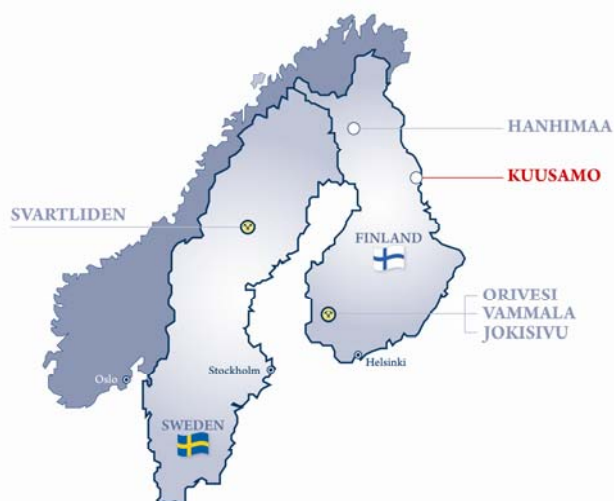 HANHIMAA
KUUSAMO
SVARTLIDEN
FINLAND
ORIVESI
VAMMALA
JOKISIVU
Helsinki
Stockholm
Oslo
SWEDEN